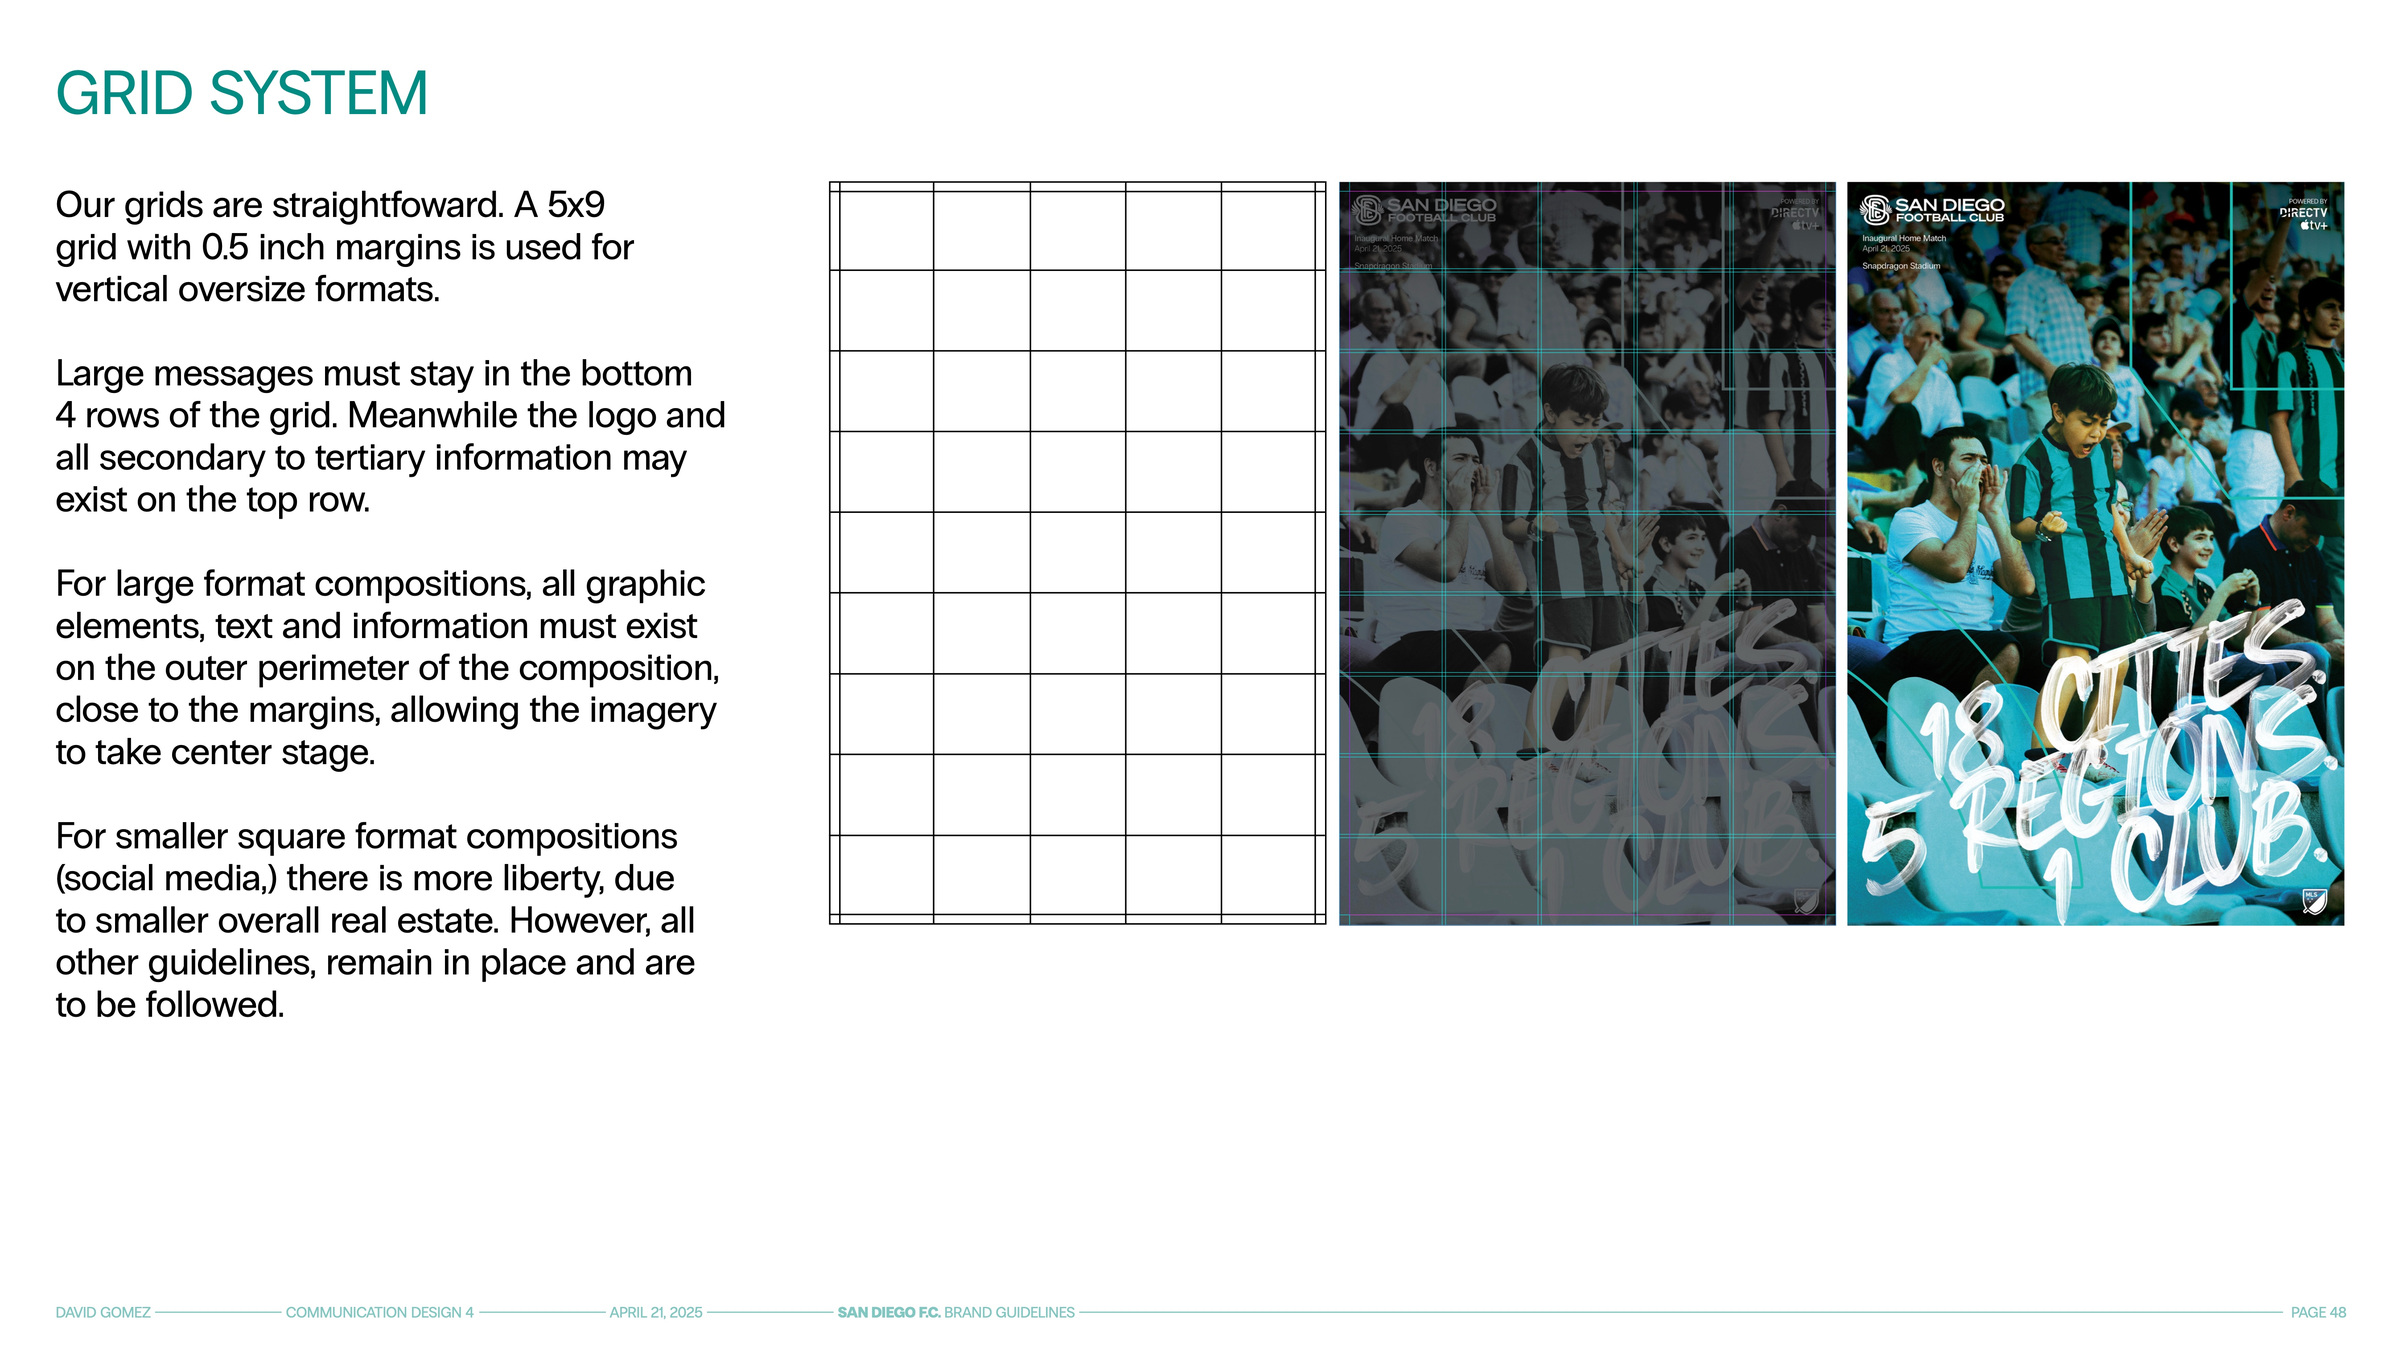 GRID SYSTEM
Our grids are straightfoward. A 5x9
grid with 0.5 inch margins is used for
vertical oversize formats.
Large messages must stay in the bottom
4 rows of the grid. Meanwhile the logo and
all secondary to tertiary information may
exist on the top row.
For large format compositions, all graphic
elements, text and information must exist
on the outer perimeter of the composition,
close to the margins, allowing the imagery
to take center stage.
For smaller square format compositions
(social media,) there is more liberty, due
to smaller overall real estate. However, all
other guidelines, remain in place and are
to be followed.
SAN DIEGO
FOOTBALL CLUB
POWERED BY
DIRECTV
tv+
Inaugural Home Match
April 21, 2025
Snapdragon Stadium
18 CITIES.
5 REGIONS.
1 CLUB.
SAN DIEGO
FOOTBALL CLUB
POWERED BY
DIRECTV
tv+
Inaugural Home Match
April 21, 2025
Snapdragon Stadium
18 CITIES.
5 REGIONS.
1 CLUB.
MLS
DAVID GOMEZ
COMMUNICATION DESIGN 4
APRIL 21, 2025
SAN DIEGO F.C. BRAND GUIDELINES
PAGE 48